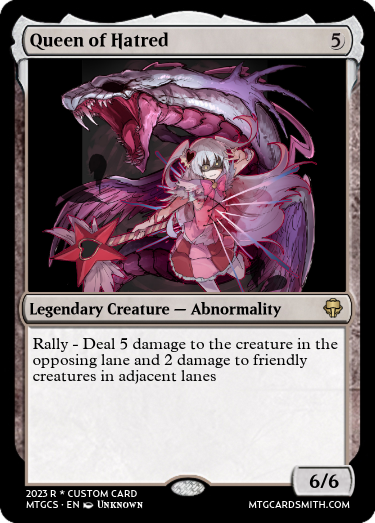 Queen of Hatred 5
Legendary Creature — Abnormality
Rally - Deal 5 damage to the creature in the
opposing lane and 2 damage to friendly
creatures in adjacent lanes
6/6
2023 R * CUSTOM CARD
MTGCS · EN Unknown
MTGCARDSMITH.COM